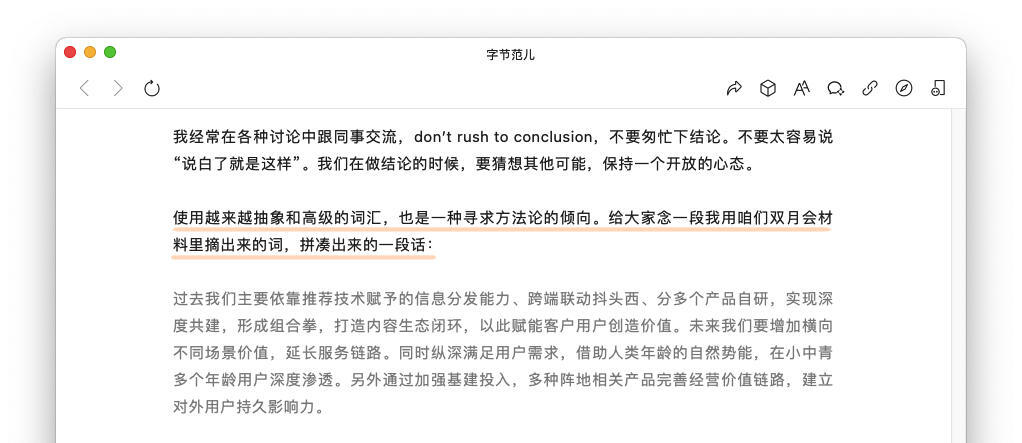 字节范儿
我经常在各种讨论中跟同事交流，don't rush to conclusion，不要匆忙下结论。不要太容易说
“说白了就是这样”。我们在做结论的时候，要猜想其他可能，保持一个开放的心态。
使用越来越抽象和高级的词汇，也是一种寻求方法论的倾向。给大家念一段我用咱们双月会材
料里摘出来的词，拼凑出来的一段话：
过去我们主要依靠推荐技术赋予的信息分发能力、跨端联动抖头西、分多个产品自研，实现深
度共建，形成组合拳，打造内容生态闭环，以此赋能客户用户创造价值。未来我们要增加横向
不同场景价值，延长服务链路。同时纵深满足用户需求，借助人类年龄的自然势能，在小中青
多个年龄用户深度渗透。另外通过加强基建投入，多种阵地相关产品完善经营价值链路，建立
对外用户持久影响力。